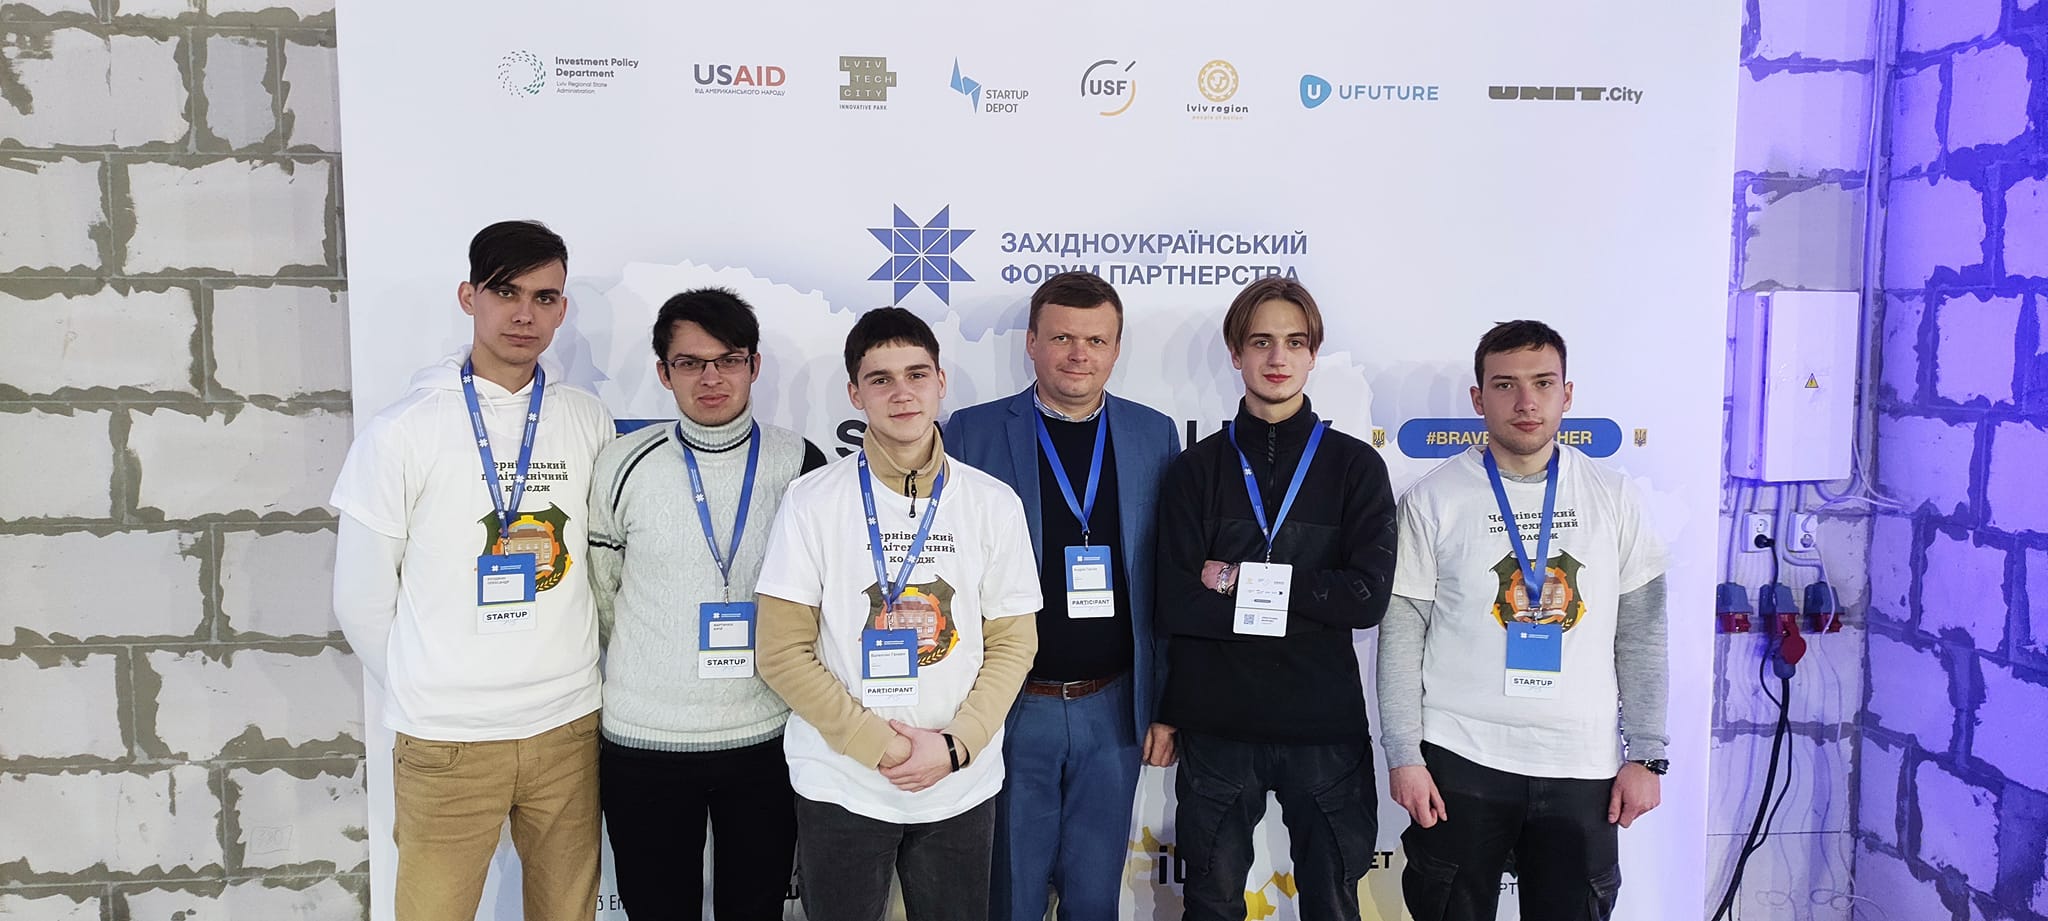 Investment Policy
Department
Lviv Regional State
Administration
USAID
ВІД АМЕРИКАНСЬКОГО НАРОДУ
LVIV
TECH
CITY
INNOVATIVE PARK
STARTUP
DEPOT
USF
lviv region
people of action
UFUTURE
UNIT.City
ЗАХІДНОУКРАЇНСЬКИЙ
ФОРУМ ПАРТНЕРСТВА
#BRAVE HER
Чернівецький
політехнічний
коледж
STARTUP
STARTUP
Чернівецький
політехнічний
коледж
PARTICIPANT
PARTICIPANT
Чернівецький
політехнічний
коледж
STARTUP
ET